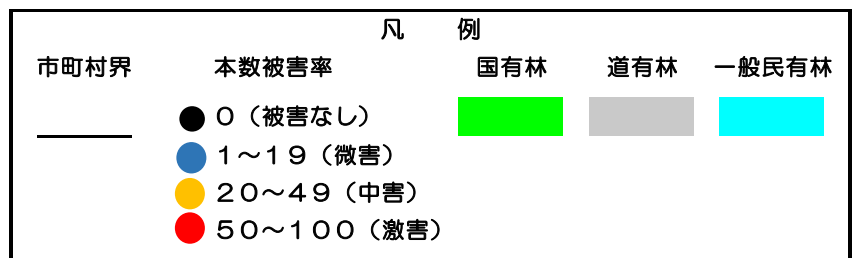 凡　例
市町村界　本数被害率　国有林　道有林　一般民有林
０（被害なし）
１～１９（微害）
２０～４９（中害）
５０～１００（激害）